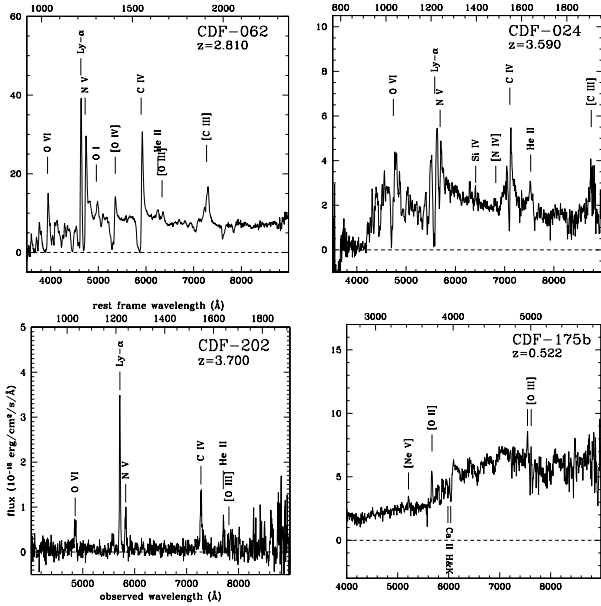 1000 1500 2000
CDF-062
z=2.810
60
40
20
0
O VI
Ly-α
N V
O I
[O IV]
C IV
He II
[O III]
[C III]
4000 5000 6000 7000 8000
800 1000 1200 1400 1600 1800
CDF-024
z=3.590
10
8
6
4
2
0
O VI
Ly-α
N V
Si IV
[N IV]
C IV
He II
[C III]
4000 5000 6000 7000 8000
rest frame wavelength (Å)
1000 1200 1400 1600 1800
CDF-202
z=3.700
5
4
3
2
1
0
flux (10⁻¹⁸ erg/cm²/s/Å)
O VI
Ly-α
N V
C IV
He II
[O III]
5000 6000 7000 8000
observed wavelength (Å)
3000 4000 5000
CDF-175b
z=0.522
15
10
5
0
[Ne V]
[O II]
Ca II H&K
[O III]
4000 5000 6000 7000 8000